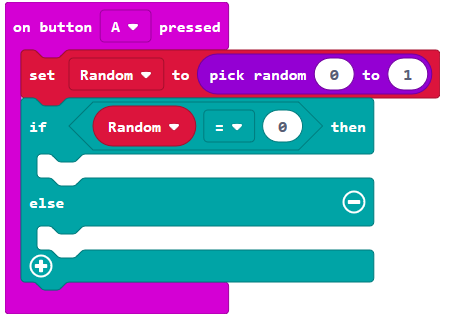 on button A pressed
set Random to pick random 0 to 1
if Random = 0 then
else